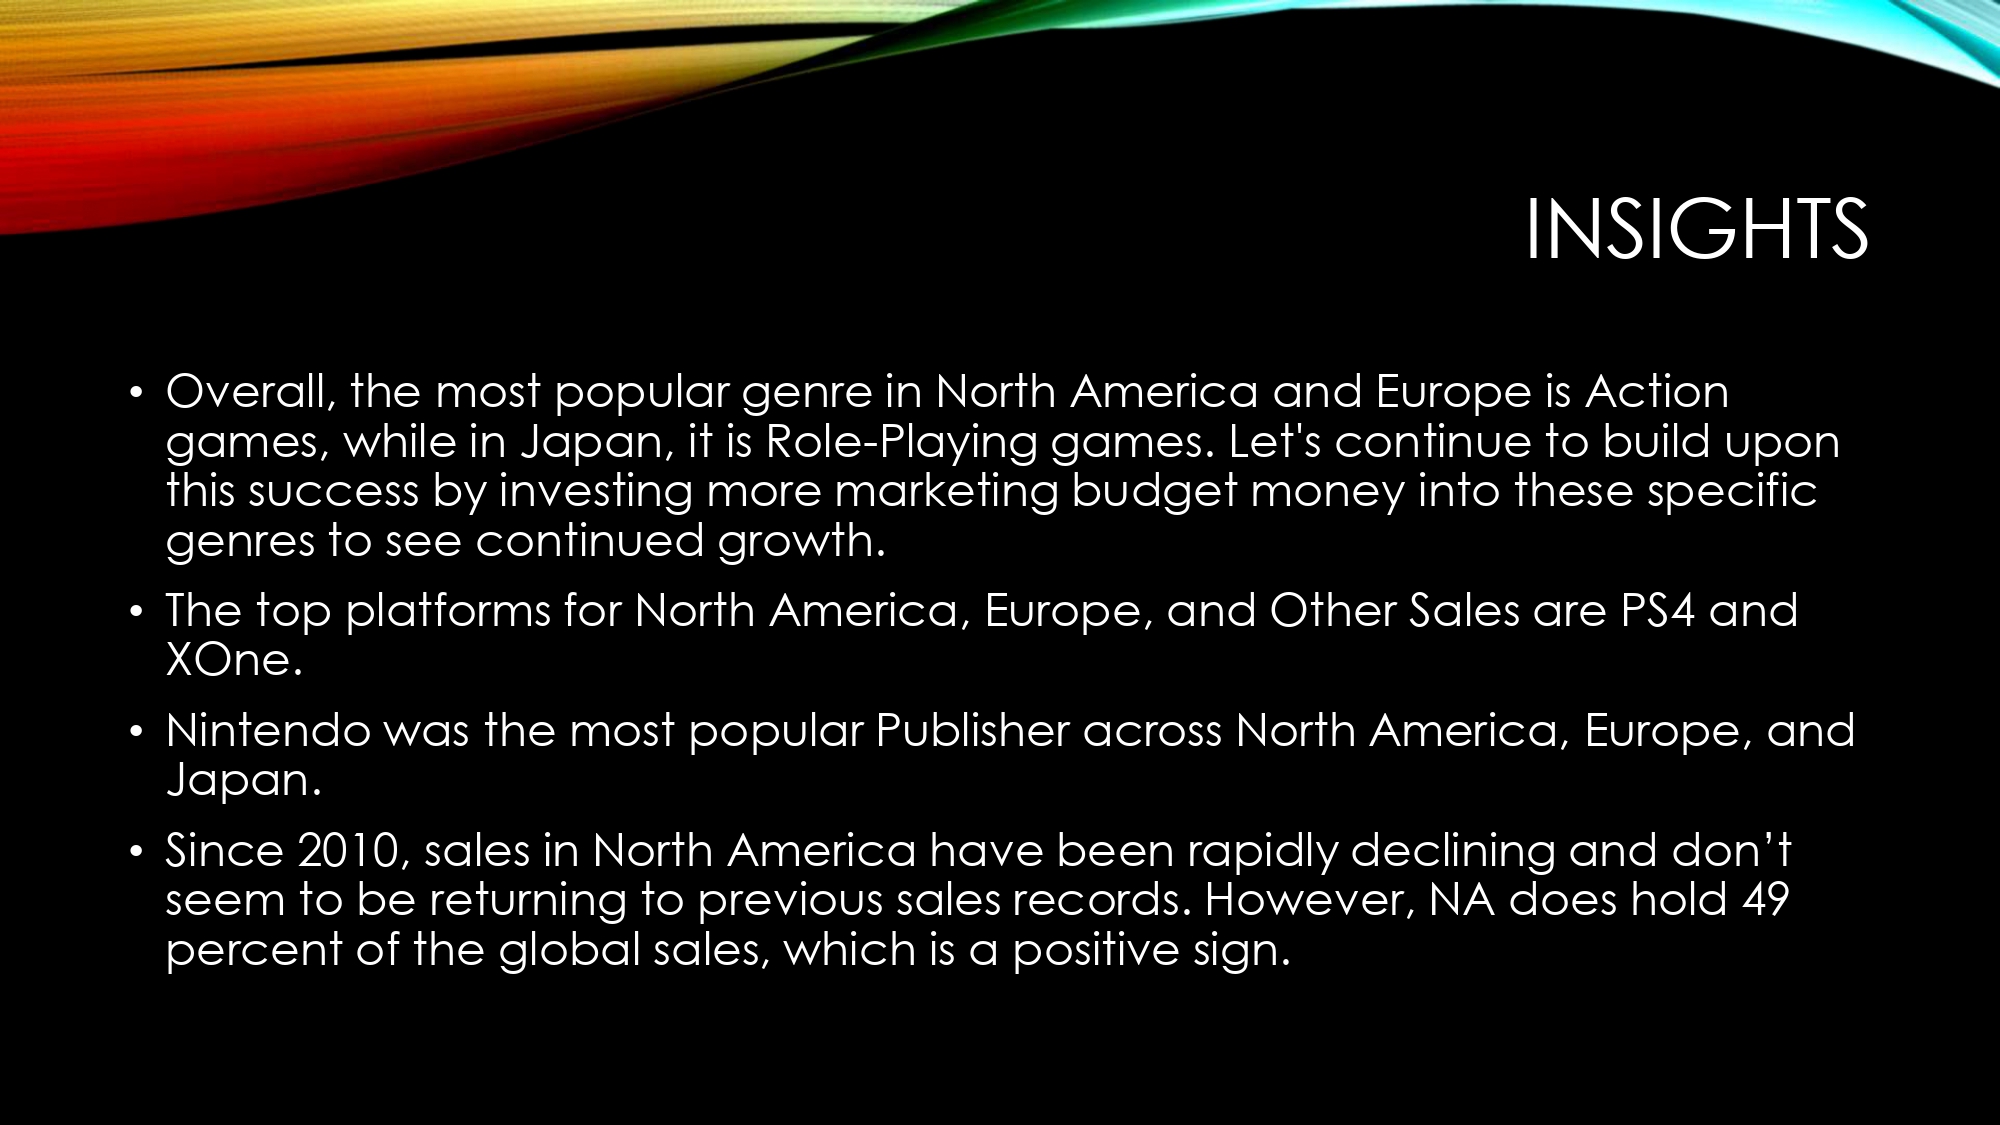 INSIGHTS
• Overall, the most popular genre in North America and Europe is Action
games, while in Japan, it is Role-Playing games. Let's continue to build upon
this success by investing more marketing budget money into these specific
genres to see continued growth.
• The top platforms for North America, Europe, and Other Sales are PS4 and
XOne.
• Nintendo was the most popular Publisher across North America, Europe, and
Japan.
• Since 2010, sales in North America have been rapidly declining and don’t
seem to be returning to previous sales records. However, NA does hold 49
percent of the global sales, which is a positive sign.